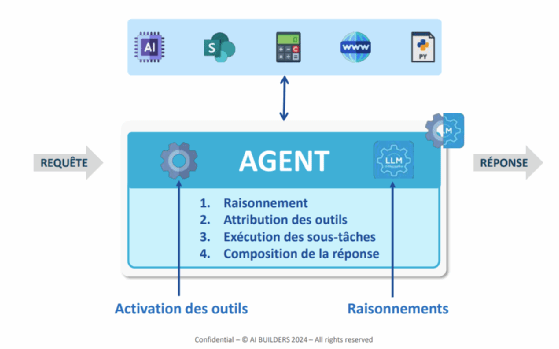 AI
S
WWW
PY
REQUÊTE
AGENT
LLM
RÉPONSE
1. Raisonnement
2. Attribution des outils
3. Exécution des sous-tâches
4. Composition de la réponse
Activation des outils
Raisonnements
Confidential – © AI BUILDERS 2024 – All rights reserved